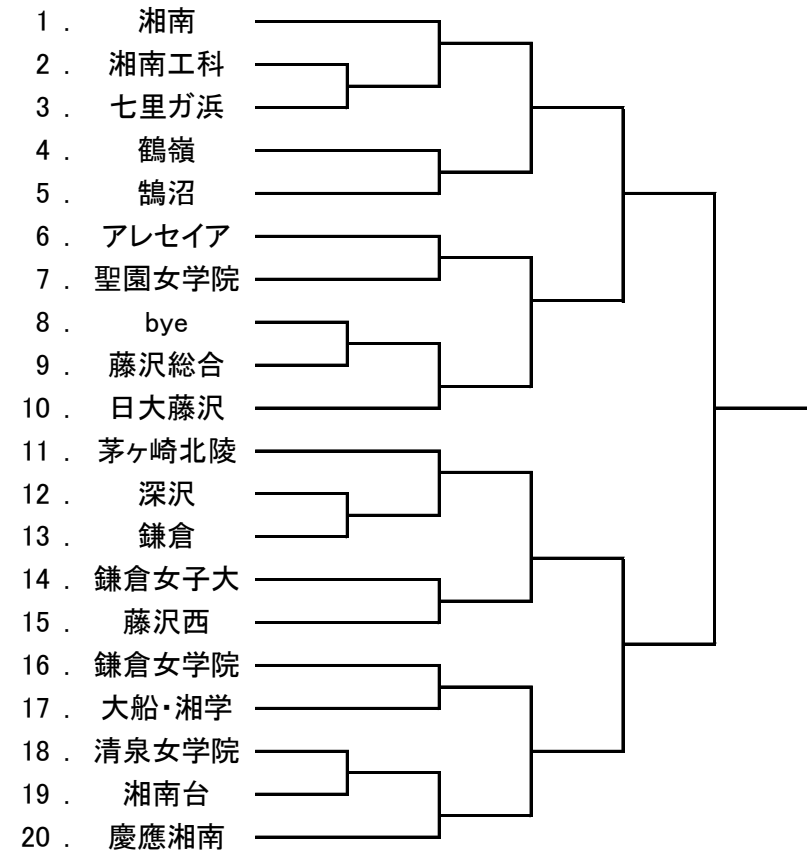 1 . 湘南
2 . 湘南工科
3 . 七里ガ浜
4 . 鶴嶺
5 . 鵠沼
6 . アレセイア
7 . 聖園女学院
8 . bye
9 . 藤沢総合
10 . 日大藤沢
11 . 茅ヶ崎北陵
12 . 深沢
13 . 鎌倉
14 . 鎌倉女子大
15 . 藤沢西
16 . 鎌倉女学院
17 . 大船・湘学
18 . 清泉女学院
19 . 湘南台
20 . 慶應湘南